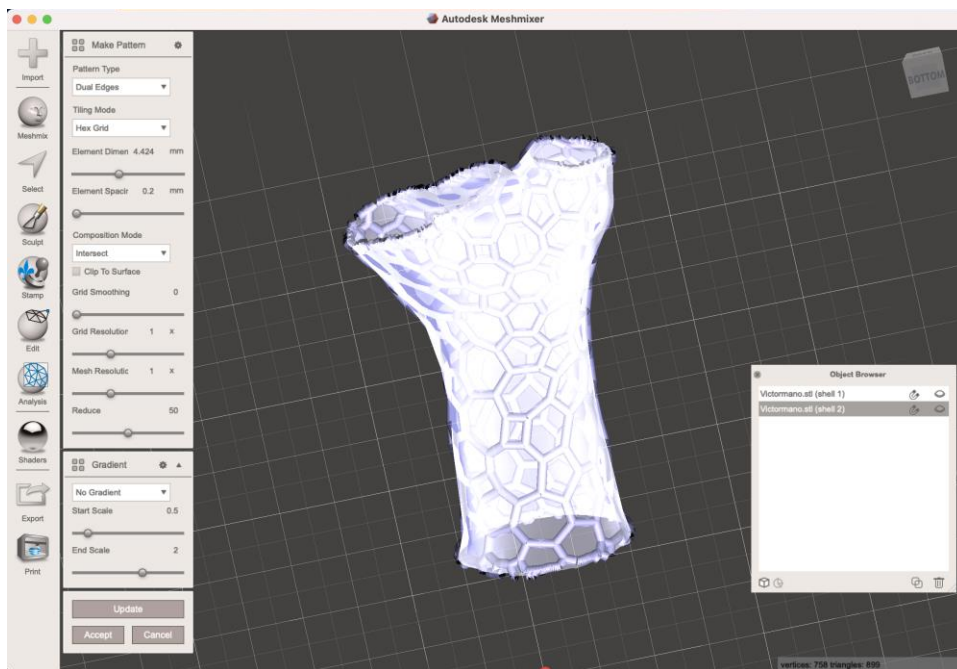 Autodesk Meshmixer
Import
Meshmix
Select
Sculpt
Stamp
Edit
Analysis
Shaders
Export
Print
Make Pattern
Pattern Type
Dual Edges
Tiling Mode
Hex Grid
Element Dimen 4.424 mm
Element Spacir 0.2 mm
Composition Mode
Intersect
Clip To Surface
Grid Smoothing 0
Grid Resolutior 1 x
Mesh Resolutic 1 x
Reduce 50
Gradient
No Gradient
Start Scale 0.5
End Scale 2
Update
Accept Cancel
BOTTOM
Object Browser
Victormano.stl (shell 1)
Victormano.stl (shell 2)
vertices: 758 triangles: 899